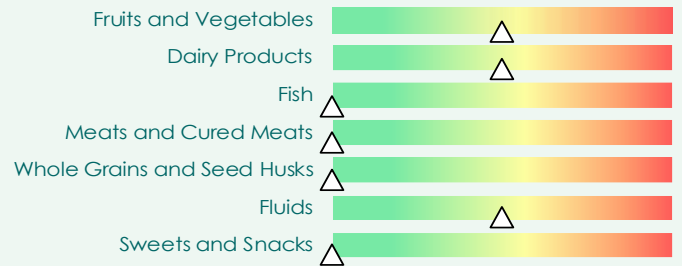 Fruits and Vegetables
Dairy Products
Fish
Meats and Cured Meats
Whole Grains and Seed Husks
Fluids
Sweets and Snacks